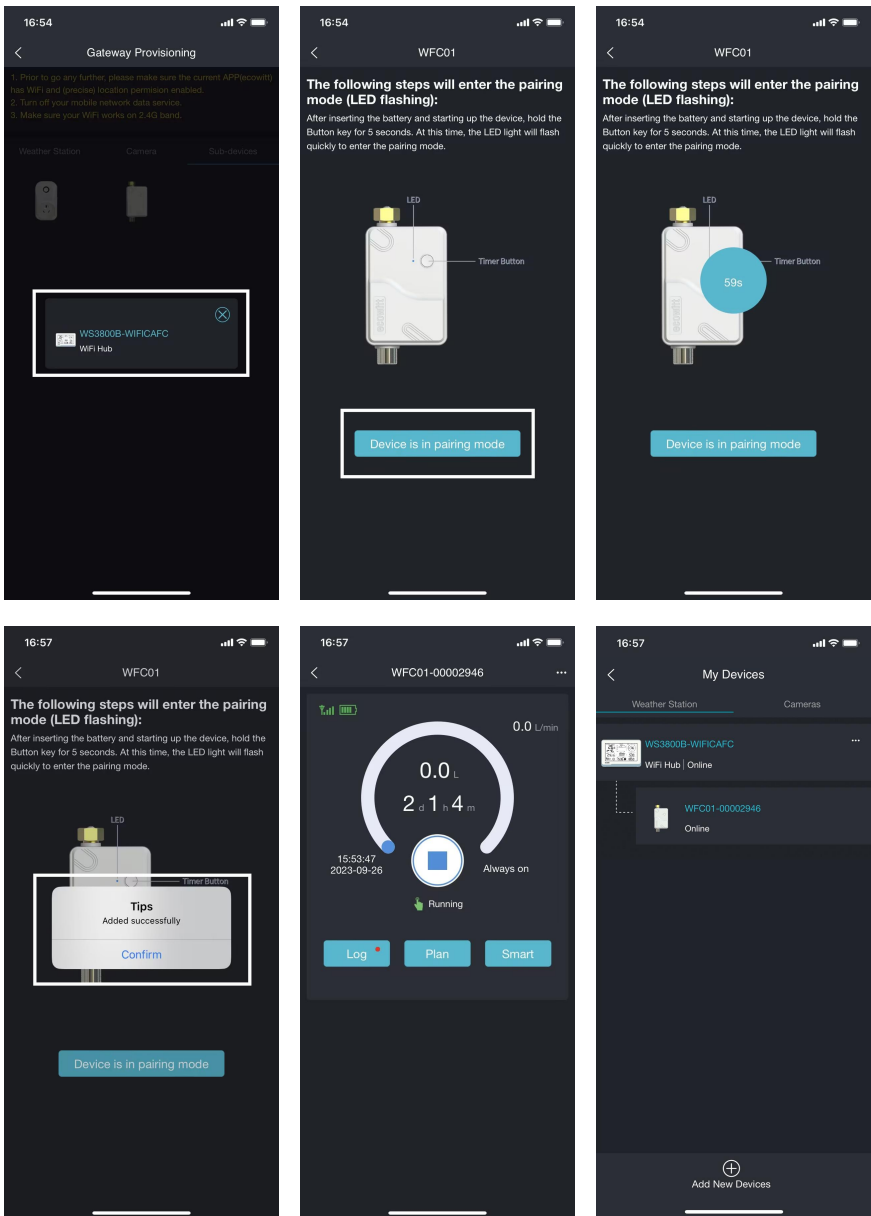 16:54
Gateway Provisioning
1. Prior to go any further, please make sure the current APP(ecowitt)
has WiFi and (precise) location permision enabled.
2. Turn off your mobile network data service.
3. Make sure your WiFi works on 2.4G band.
Weather Station Camera Sub-devices
WS3800B-WIFICAFC
WiFi Hub
16:54
WFC01
The following steps will enter the pairing
mode (LED flashing):
After inserting the battery and starting up the device, hold the
Button key for 5 seconds. At this time, the LED light will flash
quickly to enter the pairing mode.
LED
Timer Button
ecowitt
Device is in pairing mode
16:54
WFC01
The following steps will enter the pairing
mode (LED flashing):
After inserting the battery and starting up the device, hold the
Button key for 5 seconds. At this time, the LED light will flash
quickly to enter the pairing mode.
LED
Timer Button
59s
ecowitt
Device is in pairing mode
16:57
WFC01
The following steps will enter the pairing
mode (LED flashing):
After inserting the battery and starting up the device, hold the
Button key for 5 seconds. At this time, the LED light will flash
quickly to enter the pairing mode.
LED
Timer Button
Tips
Added successfully
Confirm
Device is in pairing mode
16:57
WFC01-00002946
0.0 L/min
0.0 L
2 d 1 h 4 m
15:53:47
2023-09-26
Always on
Running
Log Plan Smart
16:57
My Devices
Weather Station Cameras
WS3800B-WIFICAFC
WiFi Hub | Online
WFC01-00002946
Online
Add New Devices